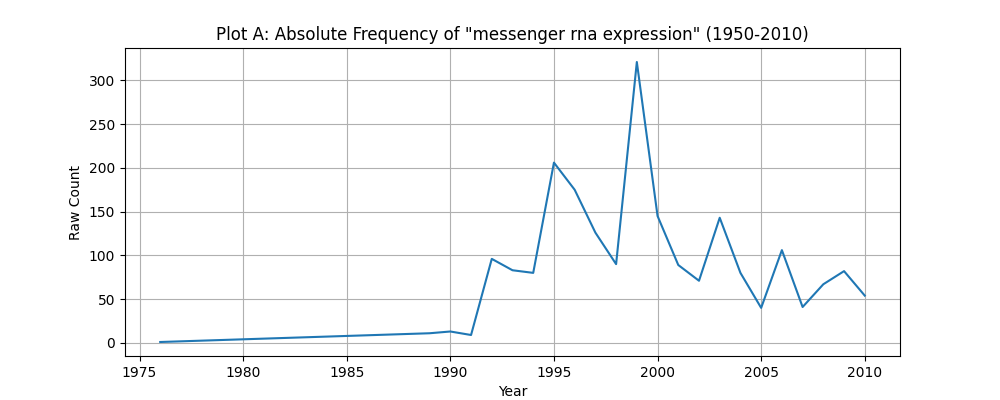 Plot A: Absolute Frequency of "messenger rna expression" (1950-2010)
300
250
200
150
100
50
0
Raw Count
1975 1980 1985 1990 1995 2000 2005 2010
Year